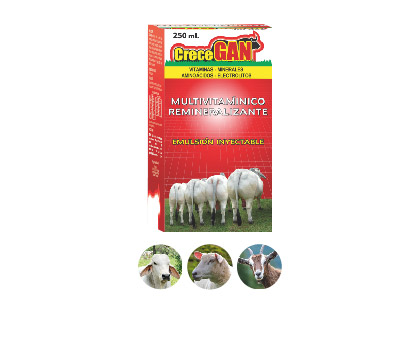 250 mL
CreceGAN
VITAMINAS - MINERALES
AMINOÁCIDOS - ELECTROLITOS
MULTIVITAMÍNICO
REMINERALIZANTE
EMULSIÓN INYECTABLE